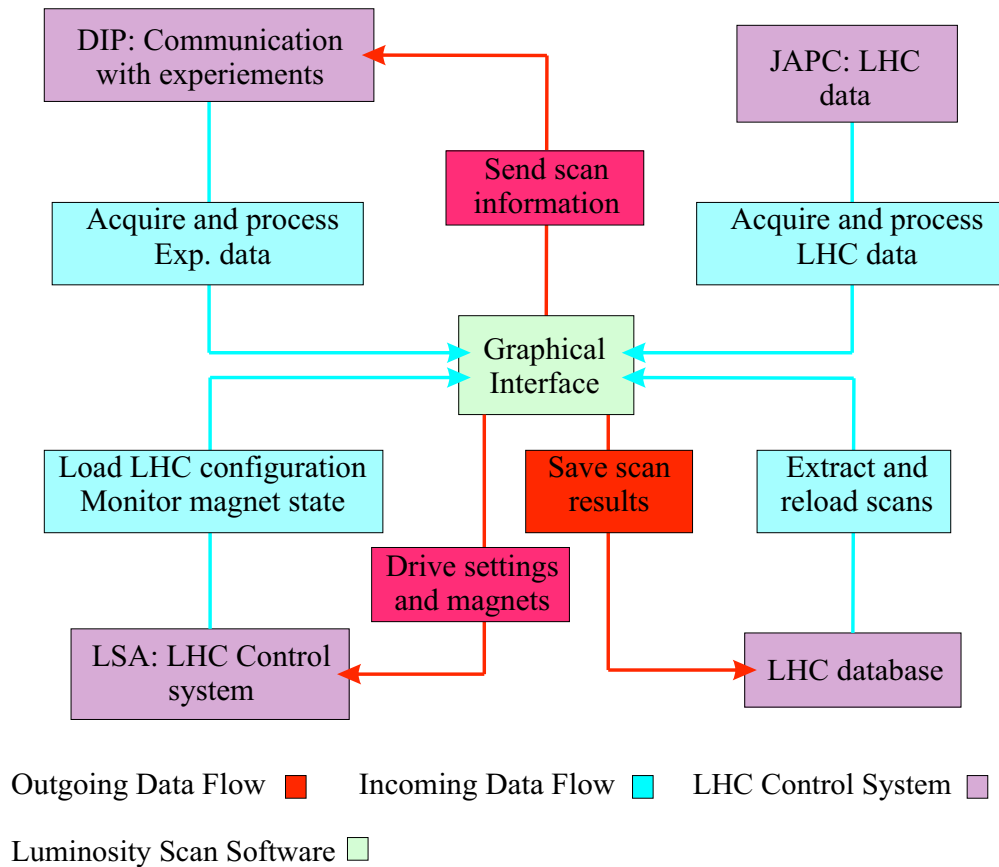 DIP: Communication
with experiements
JAPC: LHC
data
Send scan
information
Acquire and process
Exp. data
Acquire and process
LHC data
Graphical
Interface
Load LHC configuration
Monitor magnet state
Save scan
results
Extract and
reload scans
Drive settings
and magnets
LSA: LHC Control
system
LHC database
Outgoing Data Flow
Incoming Data Flow
LHC Control System
Luminosity Scan Software